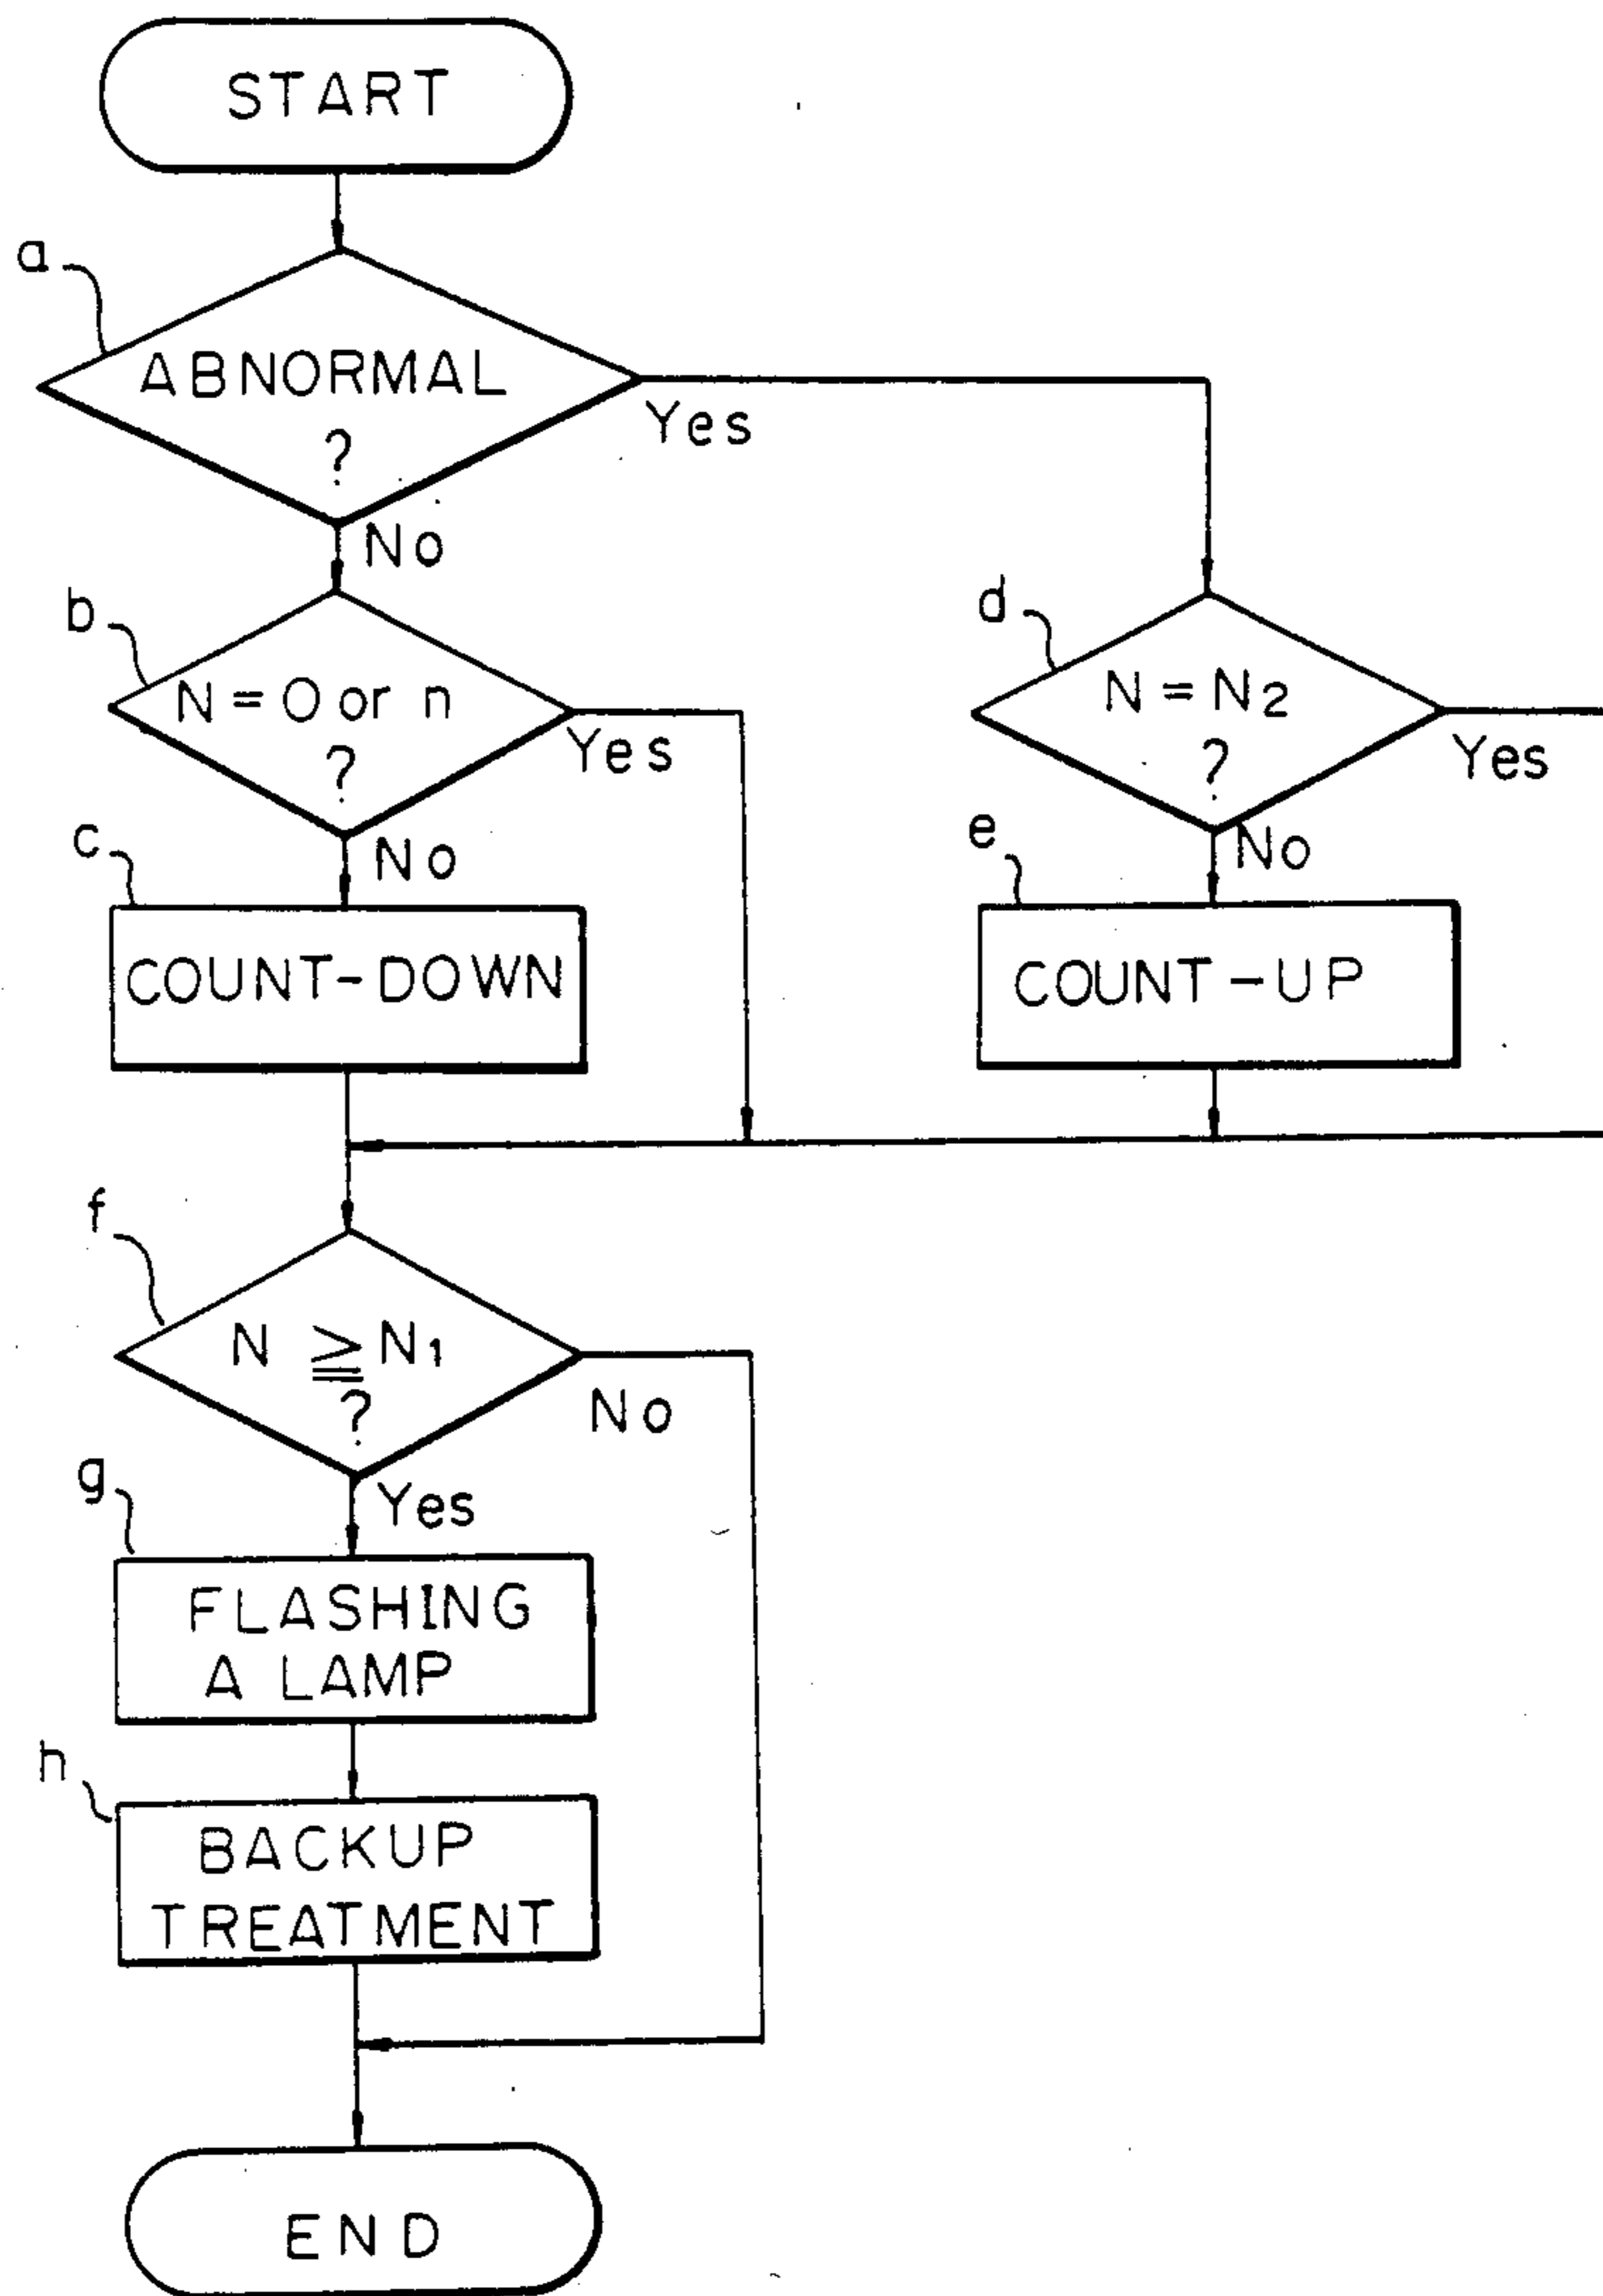 START
a
ABNORMAL
?
Yes
No
b
N = 0 or n
?
Yes
No
d
N = N2
?
Yes
No
c
COUNT-DOWN
e
COUNT-UP
f
N ≧ N1
?
No
Yes
g
FLASHING
A LAMP
h
BACKUP
TREATMENT
END